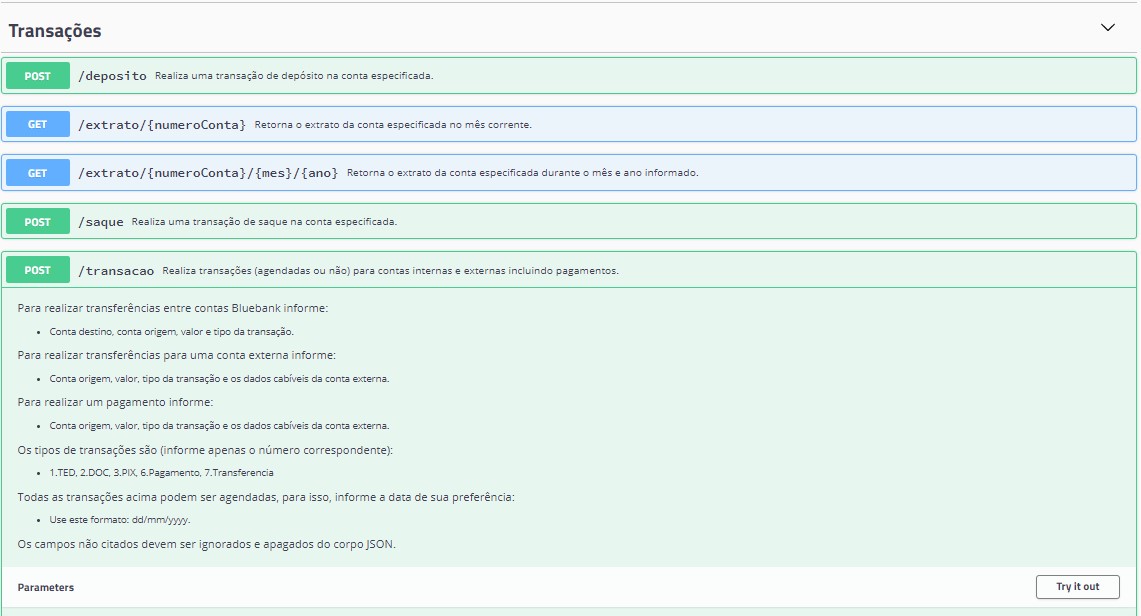 Transações
POST /deposito Realiza uma transação de depósito na conta especificada.
GET /extrato/{numeroConta} Retorna o extrato da conta especificada no mês corrente.
GET /extrato/{numeroConta}/{mes}/{ano} Retorna o extrato da conta especificada durante o mês e ano informado.
POST /saque Realiza uma transação de saque na conta especificada.
POST /transacao Realiza transações (agendadas ou não) para contas internas e externas incluindo pagamentos.
Para realizar transferências entre contas Bluebank informe:
• Conta destino, conta origem, valor e tipo da transação.
Para realizar transferências para uma conta externa informe:
• Conta origem, valor, tipo da transação e os dados cabíveis da conta externa.
Para realizar um pagamento informe:
• Conta origem, valor, tipo da transação e os dados cabíveis da conta externa.
Os tipos de transações são (informe apenas o número correspondente):
• 1.TED, 2.DOC, 3.PIX, 6.Pagamento, 7.Transferencia
Todas as transações acima podem ser agendadas, para isso, informe a data de sua preferência:
• Use este formato: dd/mm/yyyy.
Os campos não citados devem ser ignorados e apagados do corpo JSON.
Parameters Try it out